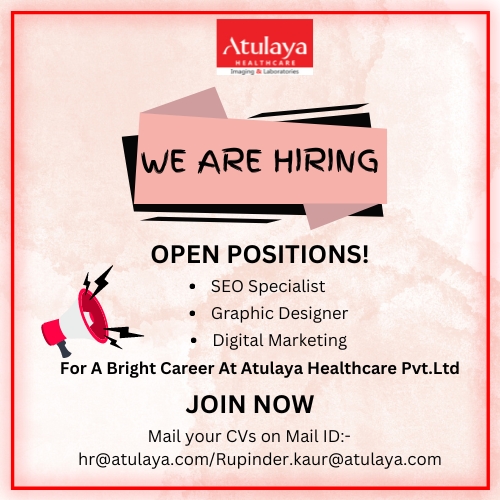 Atulaya
HEALTHCARE
Imaging & Laboratories
WE ARE HIRING
OPEN POSITIONS!
• SEO Specialist
• Graphic Designer
• Digital Marketing
For A Bright Career At Atulaya Healthcare Pvt.Ltd
JOIN NOW
Mail your CVs on Mail ID:-
hr@atulaya.com/Rupinder.kaur@atulaya.com